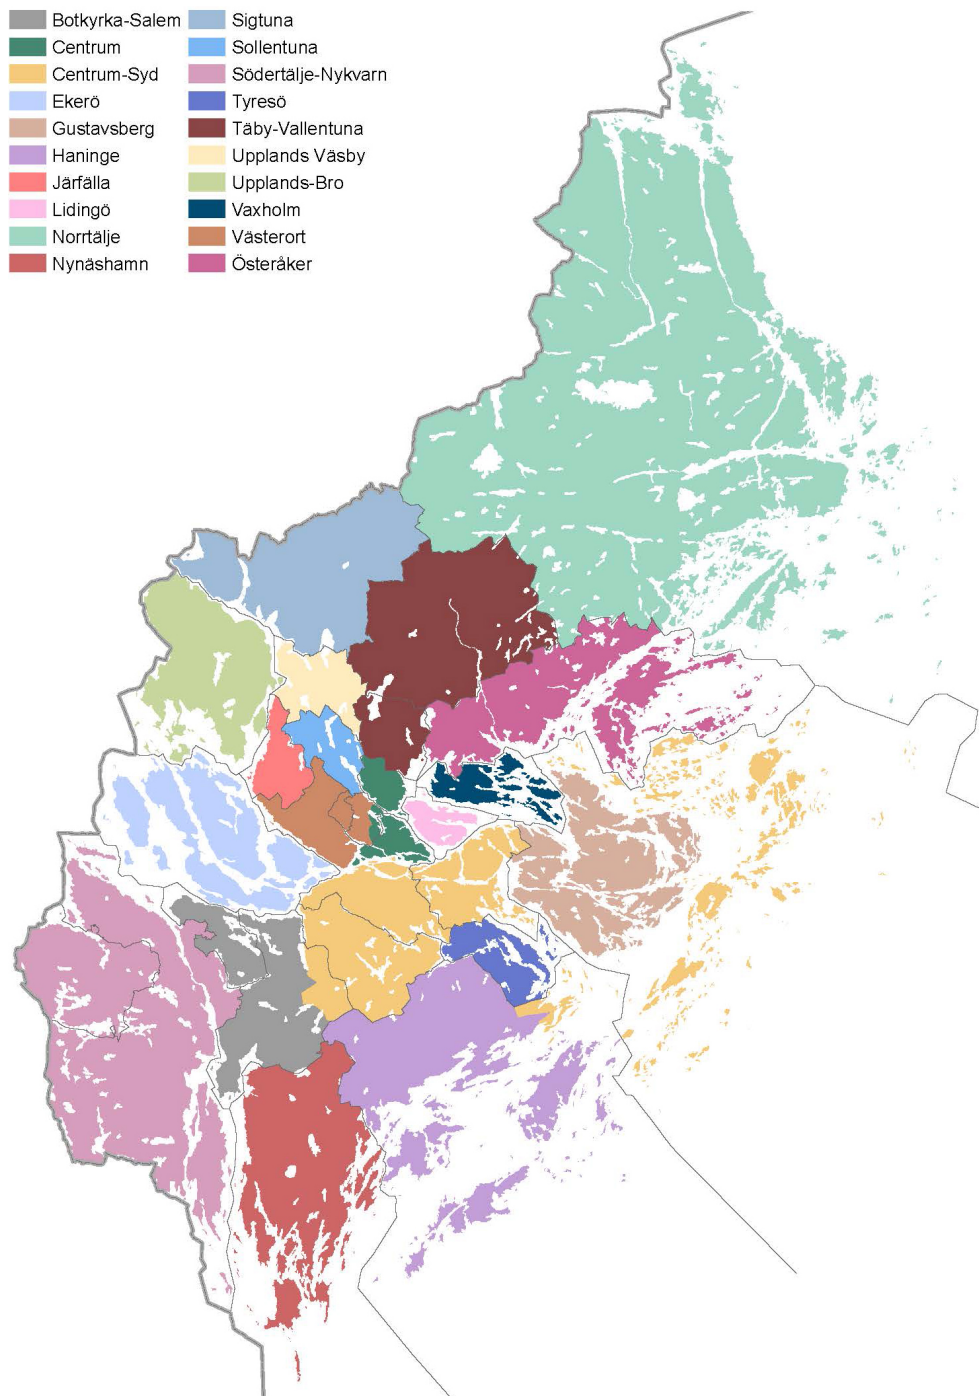 Botkyrka-Salem
Centrum
Centrum-Syd
Ekerö
Gustavsberg
Haninge
Järfälla
Lidingö
Norrtälje
Nynäshamn
Sigtuna
Sollentuna
Södertälje-Nykvarn
Tyresö
Täby-Vallentuna
Upplands Väsby
Upplands-Bro
Vaxholm
Västerort
Österåker